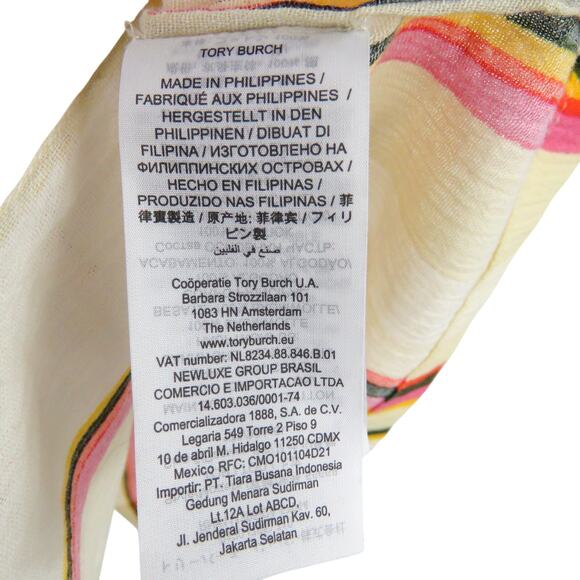 TORY BURCH
MADE IN PHILIPPINES /
FABRIQUÉ AUX PHILIPPINES /
HERGESTELLT IN DEN
PHILIPPINEN / DIBUAT DI
FILIPINA / ИЗГОТОВЛЕНО НА
ФИЛИППИНСКИХ ОСТРОВАХ /
HECHO EN FILIPINAS /
PRODUZIDO NAS FILIPINAS / 菲
律賓製造 / 原产地: 菲律宾 / フィリ
ピン製
صنع في الفلبين
Coöperatie Tory Burch U.A.
Barbara Strozzilaan 101
1083 HN Amsterdam
The Netherlands
www.toryburch.eu
VAT number: NL8234.88.846.B.01
NEWLUXE GROUP BRASIL
COMERCIO E IMPORTACAO LTDA
14.603.036/0001-74
Comercializadora 1888, S.A. de C.V.
Legaria 549 Torre 2 Piso 9
10 de abril M. Hidalgo 11250 CDMX
Mexico RFC: CMO101104D21
Importir: PT. Tiara Busana Indonesia
Gedung Menara Sudirman
Lt.12A Lot ABCD,
Jl. Jenderal Sudirman Kav. 60,
Jakarta Selatan